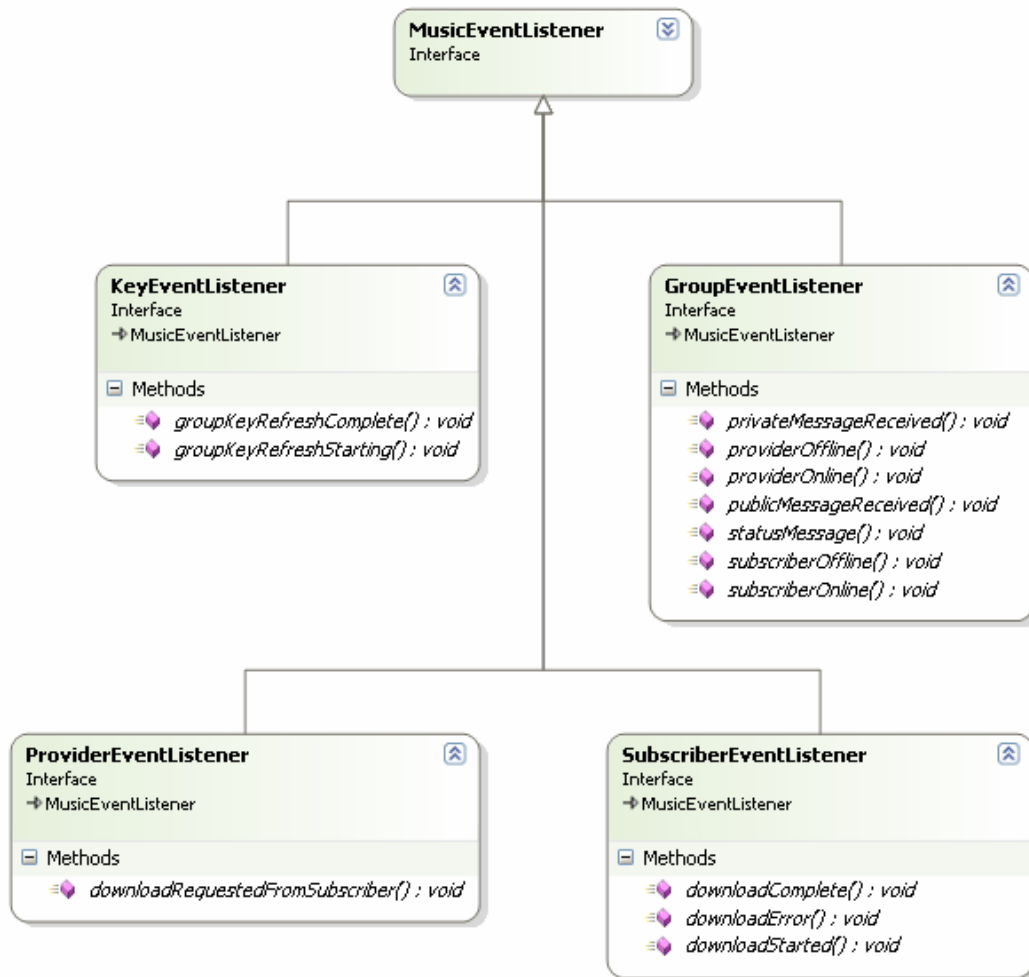 MusicEventListener
Interface
KeyEventListener
Interface
MusicEventListener
Methods
groupKeyRefreshComplete() : void
groupKeyRefreshStarting() : void
GroupEventListener
Interface
MusicEventListener
Methods
privateMessageReceived() : void
providerOffline() : void
providerOnline() : void
publicMessageReceived() : void
statusMessage() : void
subscriberOffline() : void
subscriberOnline() : void
ProviderEventListener
Interface
MusicEventListener
Methods
downloadRequestedFromSubscriber() : void
SubscriberEventListener
Interface
MusicEventListener
Methods
downloadComplete() : void
downloadError() : void
downloadStarted() : void